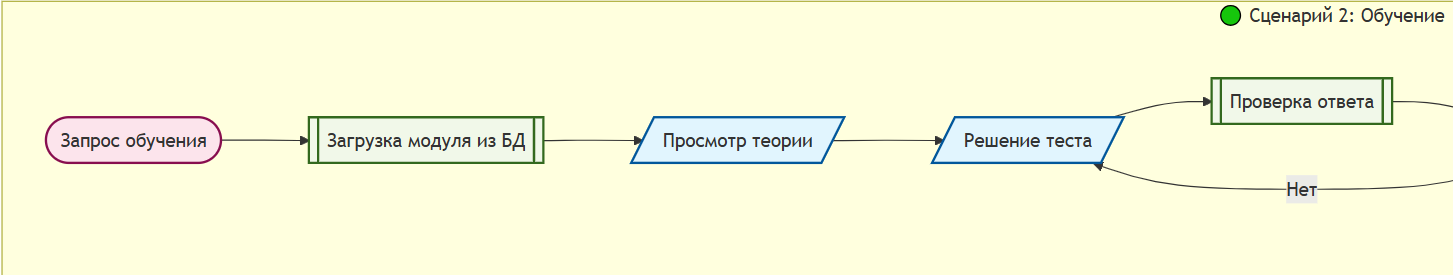 Сценарий 2: Обучение
Запрос обучения
Загрузка модуля из БД
Просмотр теории
Решение теста
Проверка ответа
Нет